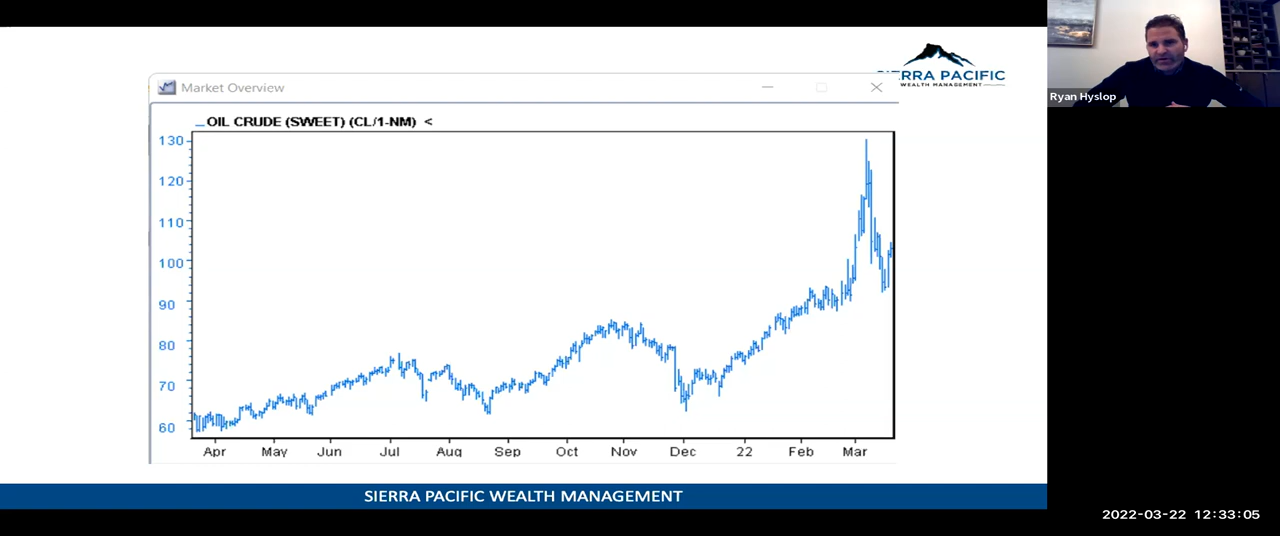 SIERRA PACIFIC
WEALTH MANAGEMENT
Market Overview
OIL CRUDE (SWEET) (CL/1-NM) <
130
120
110
100
90
80
70
60
Apr May Jun Jul Aug Sep Oct Nov Dec 22 Feb Mar
SIERRA PACIFIC WEALTH MANAGEMENT
Ryan Hyslop
2022-03-22 12:33:05